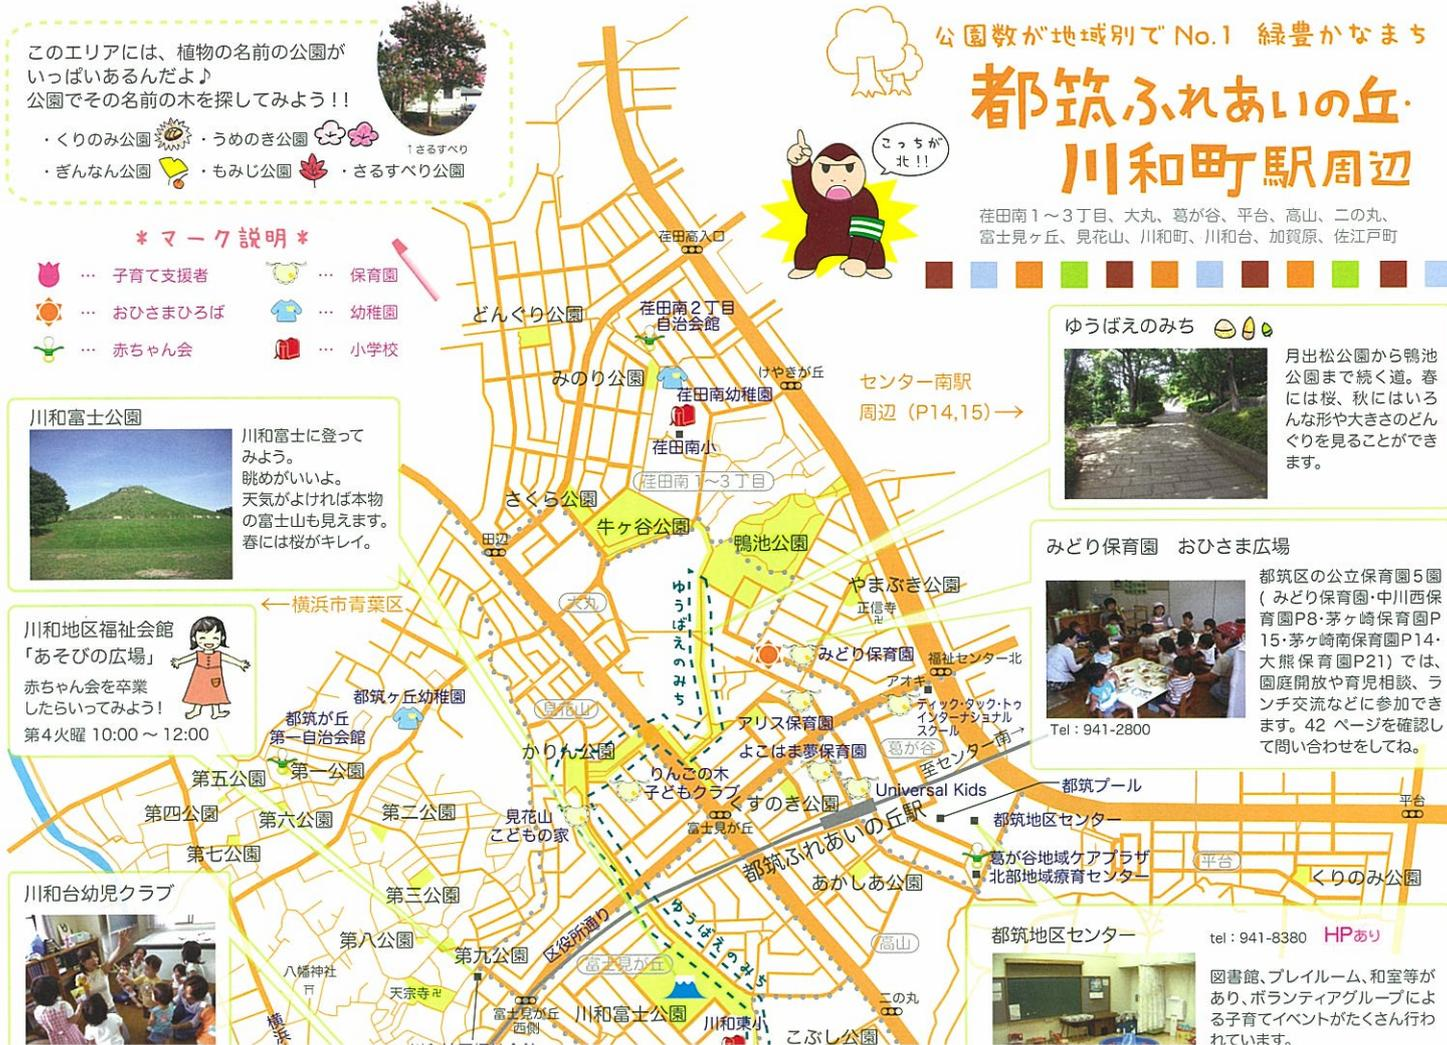 このエリアには、植物の名前の公園が
いっぱいあるんだよ♪
公園でその名前の木を探してみよう!!
・くりのみ公園 ・うめのき公園
・ぎんなん公園 ・もみじ公園 ・さるすべり公園
↑さるすべり
公園数が地域別でNo.1 緑豊かなまち
都筑ふれあいの丘・
川和町駅周辺
荏田南1〜3丁目、大丸、葛が谷、平台、高山、二の丸、
富士見ヶ丘、見花山、川和町、川和台、加賀原、佐江戸町
こっちが
北!!
*マーク説明*
… 子育て支援者
… 保育園
… おひさまひろば
… 幼稚園
… 赤ちゃん会
… 小学校
川和富士公園
川和富士に登って
みよう。
眺めがいいよ。
天気がよければ本物
の富士山も見えます。
春には桜がキレイ。
川和地区福祉会館
「あそびの広場」
赤ちゃん会を卒業
したらいってみよう!
第4火曜 10:00 〜 12:00
川和台幼児クラブ
ゆうばえのみち
月出松公園から鴨池
公園まで続く道。春
には桜、秋にはいろ
んな形や大きさのどん
ぐりを見ることができ
ます。
みどり保育園 おひさま広場
都筑区の公立保育園5園
( みどり保育園・中川西保
育園P8・茅ヶ崎保育園P
15・茅ヶ崎南保育園P14・
大熊保育園P21) では、
園庭開放や育児相談、ラ
ンチ交流などに参加でき
ます。42 ページを確認し
て問い合わせをしてね。
Tel：941-2800
都筑地区センター
tel：941-8380 HPあり
図書館、プレイルーム、和室等が
あり、ボランティアグループによ
る子育てイベントがたくさん行わ
れています。
荏田高入口
どんぐり公園
荏田南2丁目
自治会館
みのり公園
荏田南幼稚園
けやきが丘
荏田南小
センター南駅
周辺（P14,15）→
荏田南1〜3丁目
さくら公園
牛ヶ谷公園
鴨池公園
田辺
←横浜市青葉区
大丸
ゆうばえのみち
やまぶき公園
正信寺
みどり保育園
福祉センター北
アオキ
ティック・タック・トゥ
インターナショナル
スクール
都筑ヶ丘幼稚園
都筑が丘
第一自治会館
見花山
アリス保育園
葛が谷
至センター南→
かりん公園
よこはま夢保育園
りんごの木
子どもクラブ
第五公園
第一公園
第四公園
第六公園
第二公園
見花山
こどもの家
くすのき公園
Universal Kids
都筑プール
平台
富士見が丘
都筑地区センター
都筑ふれあいの丘駅
第七公園
葛が谷地域ケアプラザ
北部地域療育センター
平台
くりのみ公園
あかしあ公園
第三公園
ゆうばえのみち
区役所通り
第八公園
第九公園
高山
富士見が丘
八幡神社
天宗寺
二の丸
富士見が丘
西側
川和富士公園
川和東小
こぶし公園
横浜